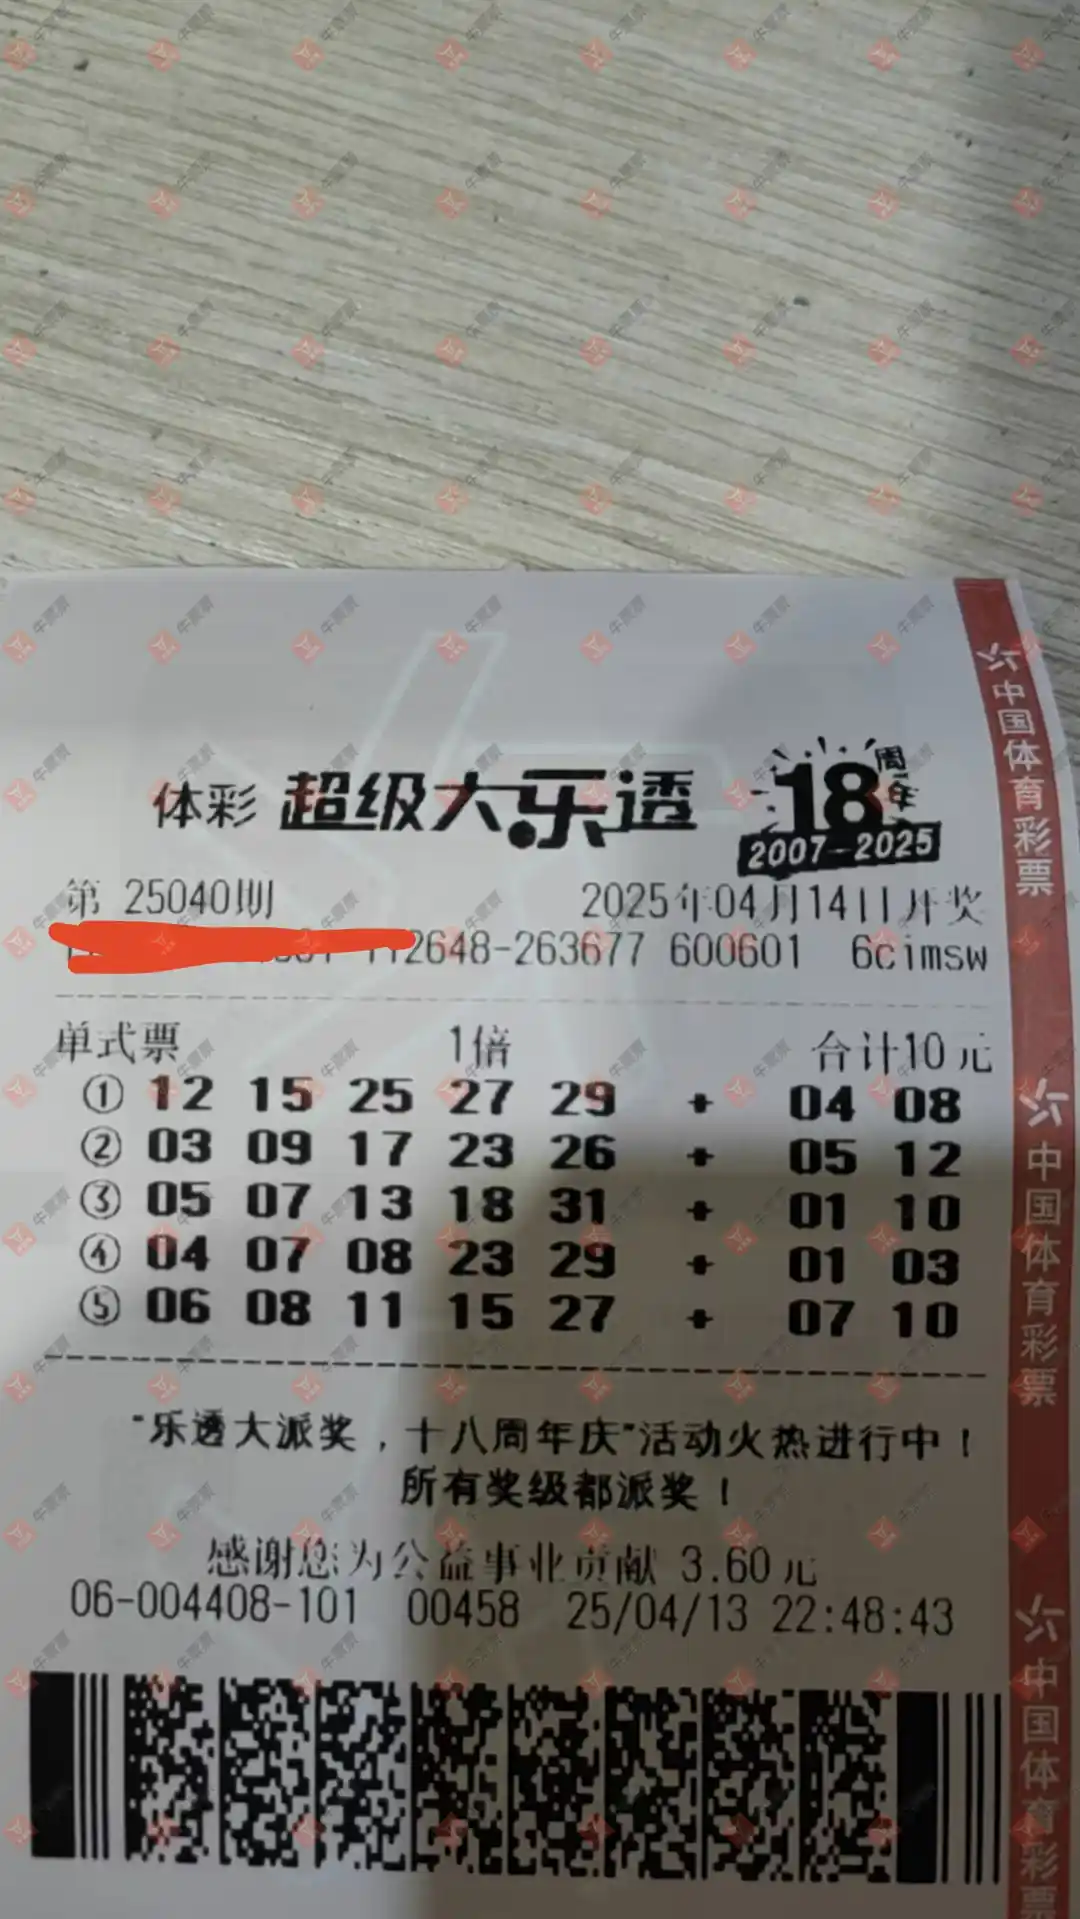 体彩 超级大乐透 18周年
2007-2025
第 25040期 2025年04月14日开奖
2648-263677 600601 6cimsw
单式票 1倍 合计10元
① 12 15 25 27 29 + 04 08
② 03 09 17 23 26 + 05 12
③ 05 07 13 18 31 + 01 10
④ 04 07 08 23 29 + 01 03
⑤ 06 08 11 15 27 + 07 10
"乐透大派奖，十八周年庆"活动火热进行中！
所有奖级都派奖！
感谢您为公益事业贡献 3.60元
06-004408-101 00458 25/04/13 22:48:43
中国体育彩票
中国体育彩票
中国体育彩票